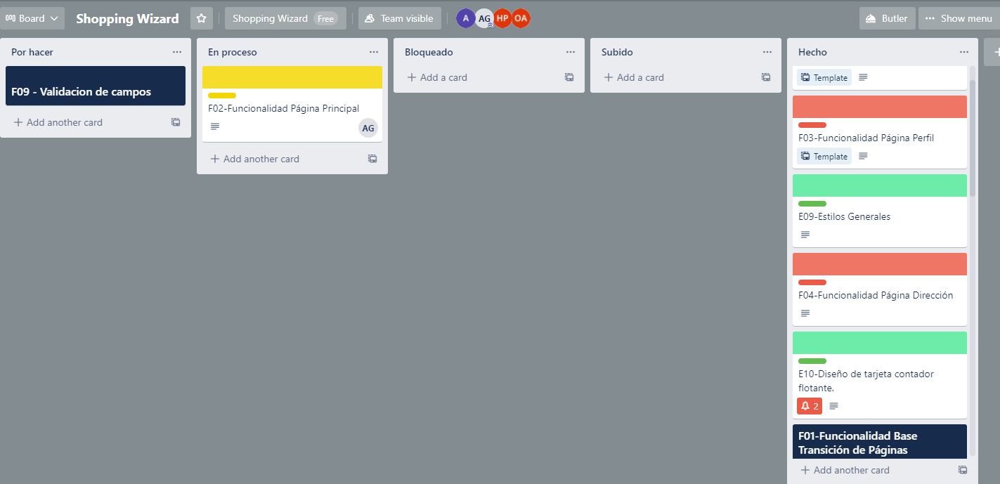 Board
Shopping Wizard
Shopping Wizard Free
Team visible
A
AG
HP
OA
Butler
Show menu
Por hacer
F09 - Validacion de campos
Add another card
En proceso
F02-Funcionalidad Página Principal
AG
Add another card
Bloqueado
Add a card
Subido
Add a card
Hecho
Template
F03-Funcionalidad Página Perfil
Template
E09-Estilos Generales
F04-Funcionalidad Página Dirección
E10-Diseño de tarjeta contador
flotante.
2
F01-Funcionalidad Base
Transición de Páginas
Add another card